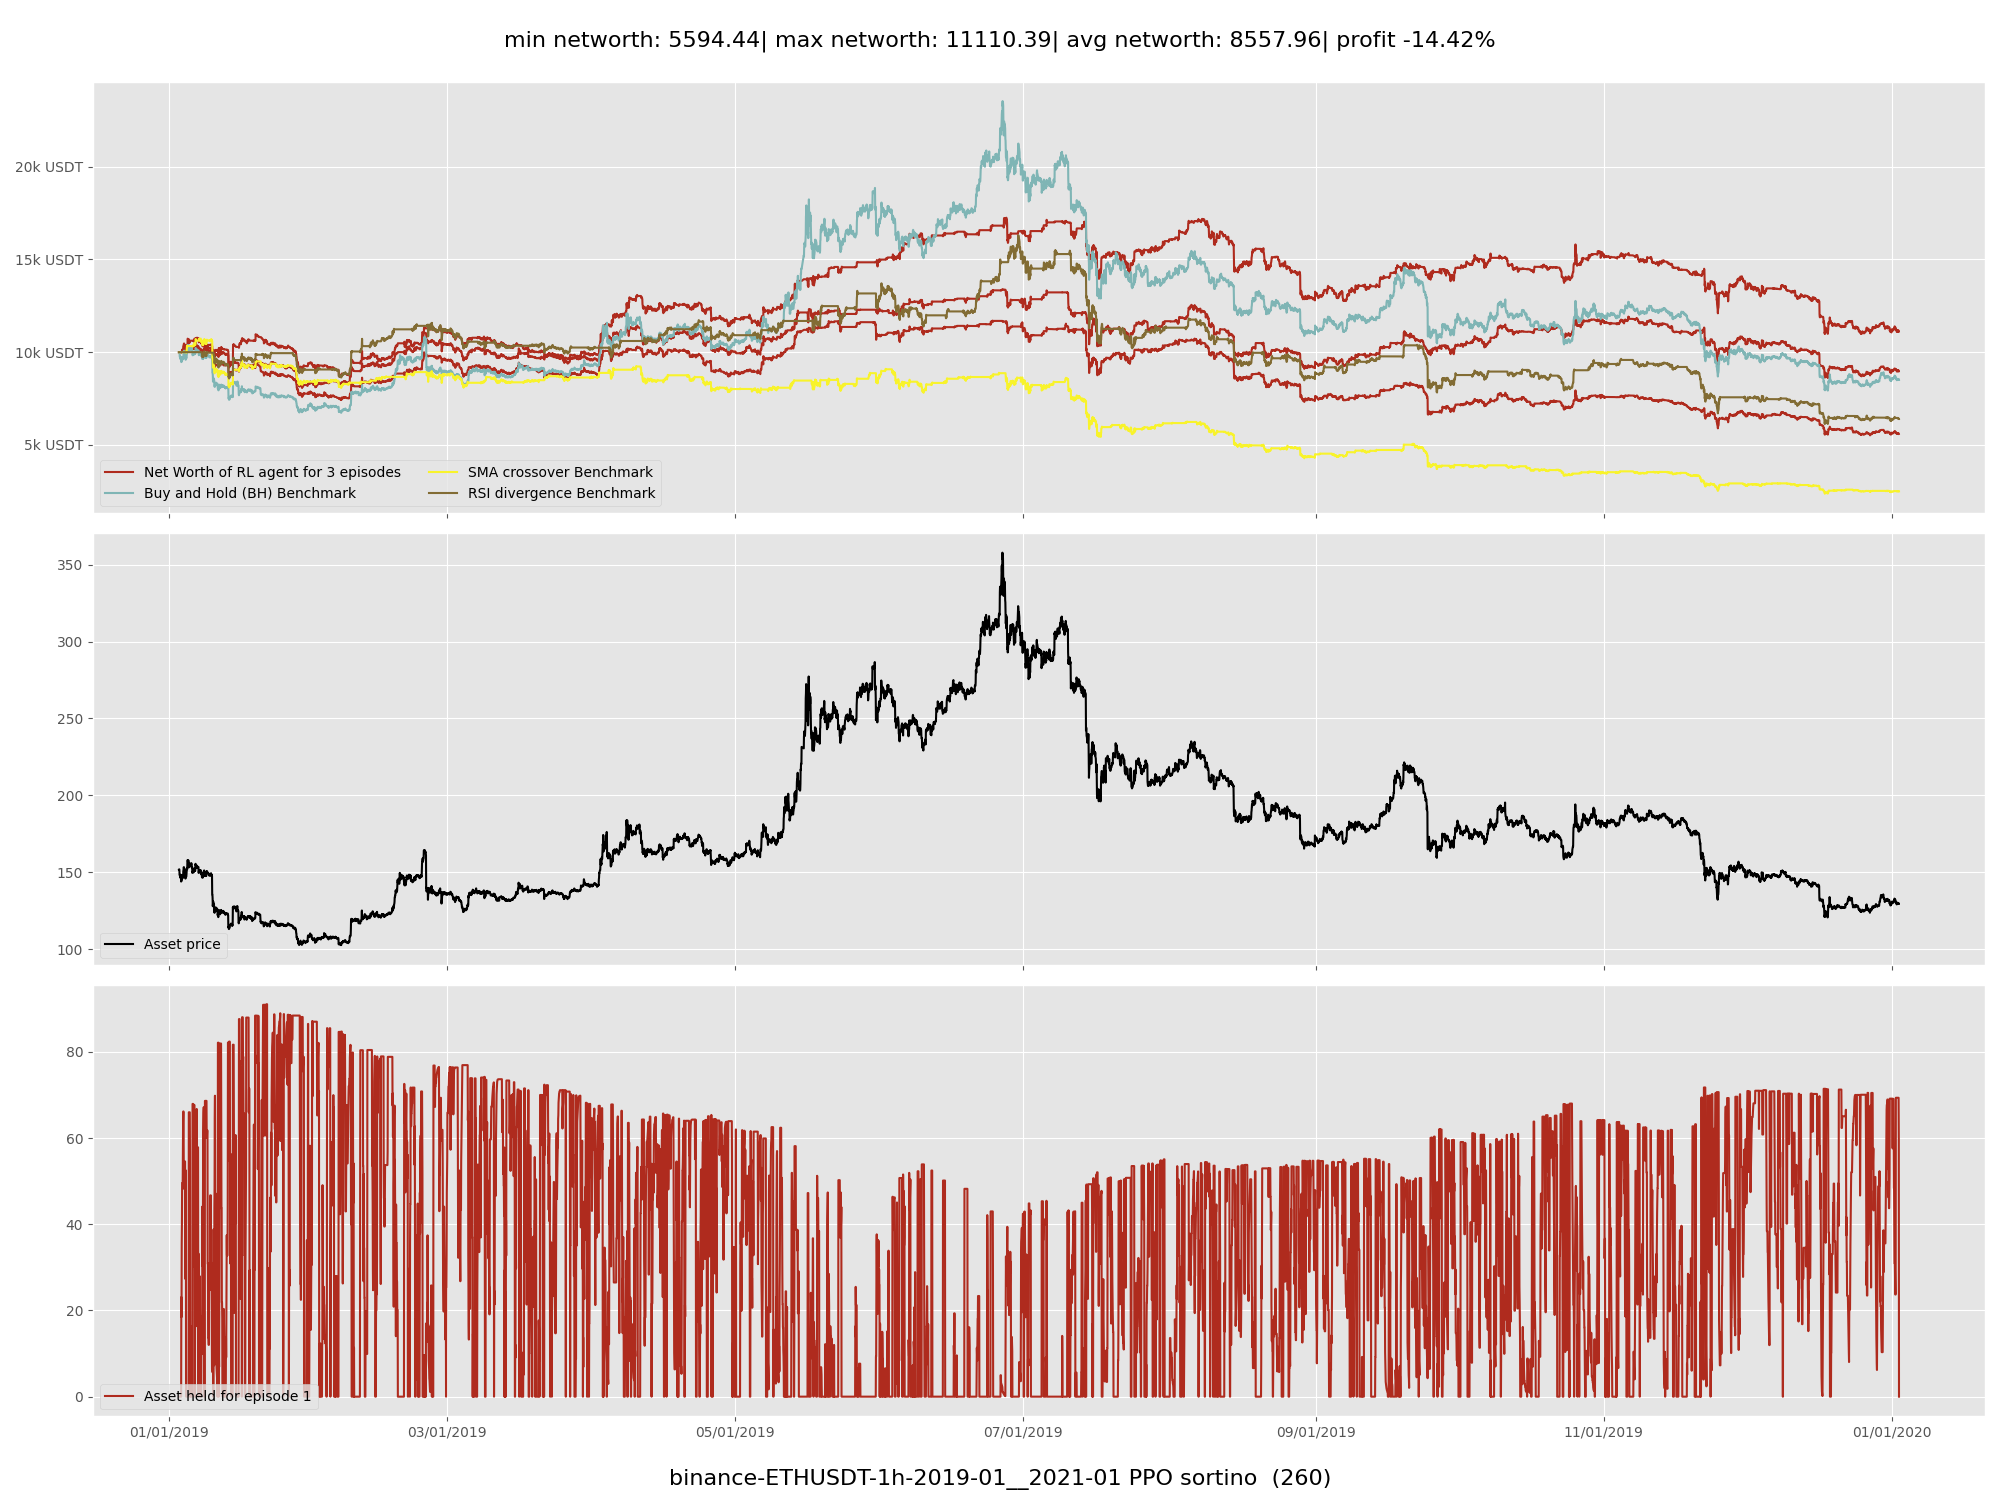 min networth: 5594.44| max networth: 11110.39| avg networth: 8557.96| profit -14.42%
20k USDT
15k USDT
10k USDT
5k USDT
Net Worth of RL agent for 3 episodes
Buy and Hold (BH) Benchmark
SMA crossover Benchmark
RSI divergence Benchmark
350
300
250
200
150
100
Asset price
80
60
40
20
0
Asset held for episode 1
01/01/2019 03/01/2019 05/01/2019 07/01/2019 09/01/2019 11/01/2019 01/01/2020
binance-ETHUSDT-1h-2019-01__2021-01 PPO sortino (260)